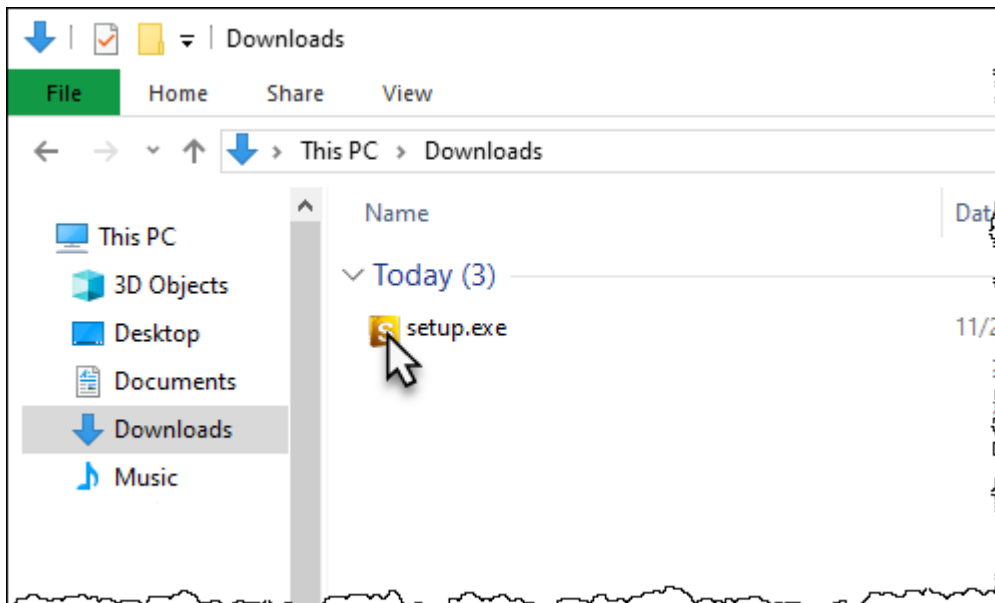 Downloads
File Home Share View
This PC > Downloads
Name
This PC
Today (3)
3D Objects
setup.exe
Desktop
Documents
Downloads
Music